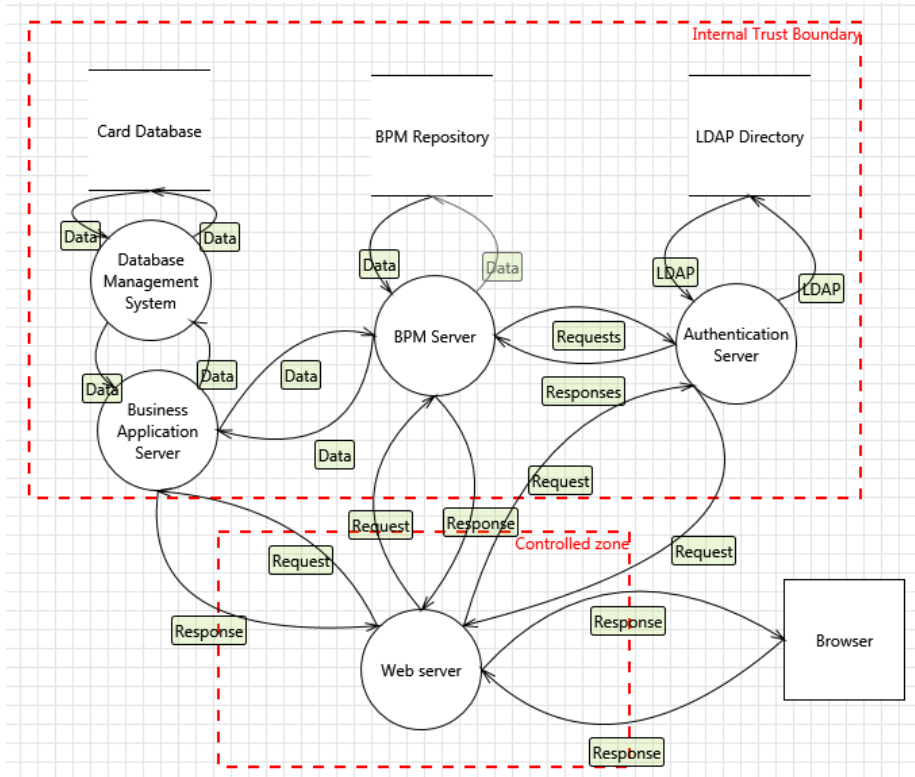 Internal Trust Boundary
Card Database
BPM Repository
LDAP Directory
Data
Data
Data
Data
LDAP
LDAP
Database
Management
System
BPM Server
Requests
Authentication
Server
Data
Data
Data
Responses
Business
Application
Server
Data
Request
Request
Response
Controlled zone
Request
Request
Response
Response
Web server
Browser
Response